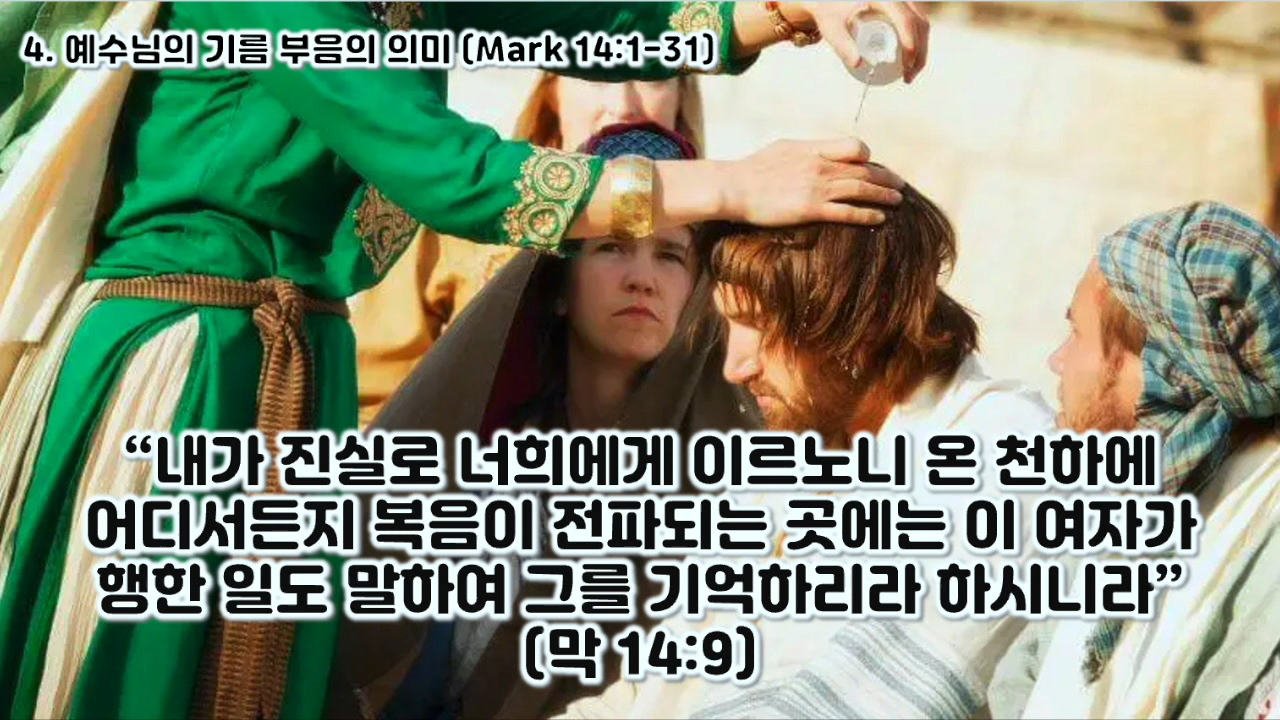 4. 예수님의 기름 부음의 의미 (Mark 14:1-31)
“내가 진실로 너희에게 이르노니 온 천하에
어디서든지 복음이 전파되는 곳에는 이 여자가
행한 일도 말하여 그를 기억하리라 하시니라”
(막 14:9)